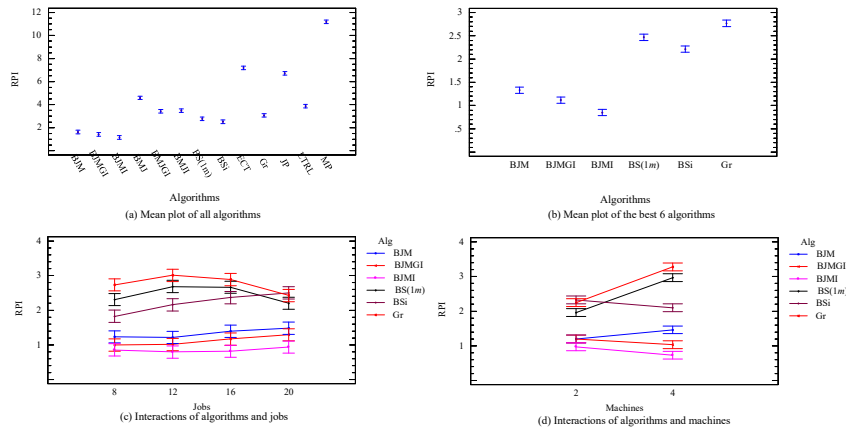 12
10
8
6
4
2
RPI
BJM
BJMGI
BJMI
BMJ
BMJGI
BMJI
BS(1m)
BSi
ECT
Gr
JP
LTRL
MP
Algorithms
(a) Mean plot of all algorithms
3
2.5
2
1.5
1
.5
RPI
BJM
BJMGI
BJMI
BS(1m)
BSi
Gr
Algorithms
(b) Mean plot of the best 6 algorithms
4
3
2
1
RPI
8
12
16
20
Jobs
Alg
BJM
BJMGI
BJMI
BS(1m)
BSi
Gr
(c) Interactions of algorithms and jobs
4
3
2
1
RPI
2
4
Machines
Alg
BJM
BJMGI
BJMI
BS(1m)
BSi
Gr
(d) Interactions of algorithms and machines